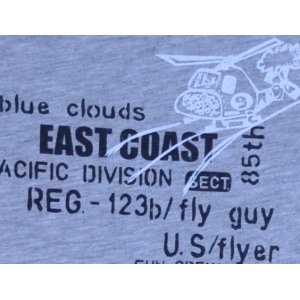 blue clouds
EAST COAST
85th
ACIFIC DIVISION SECT.
REG.-123b/fly guy
U.S/flyer